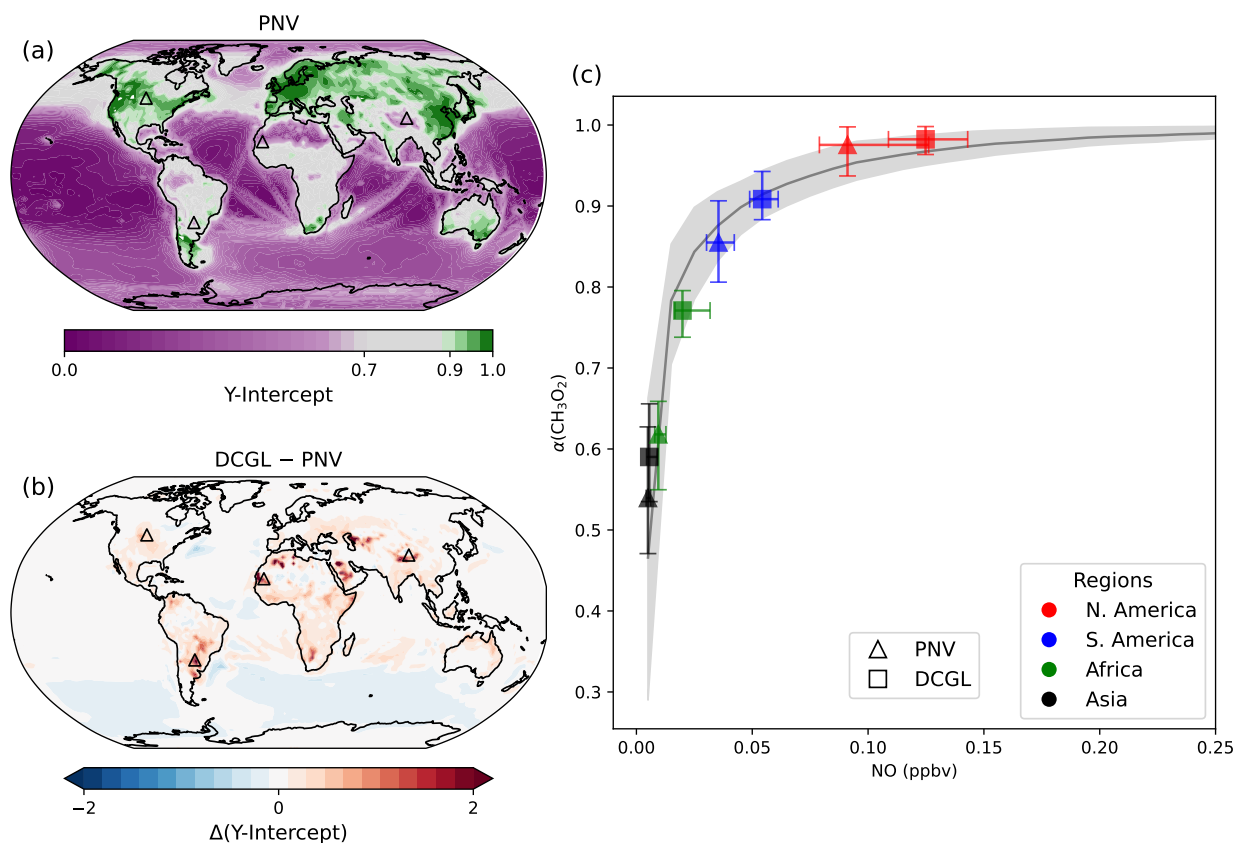 PNV
(a)
0.0 0.7 0.9 1.0
Y-Intercept
DCGL − PNV
(b)
−2 0 2
Δ(Y-Intercept)
(c)
1.0
0.9
0.8
0.7
0.6
0.5
0.4
0.3
α(CH₃O₂)
0.00 0.05 0.10 0.15 0.20 0.25
NO (ppbv)
PNV
DCGL
Regions
N. America
S. America
Africa
Asia